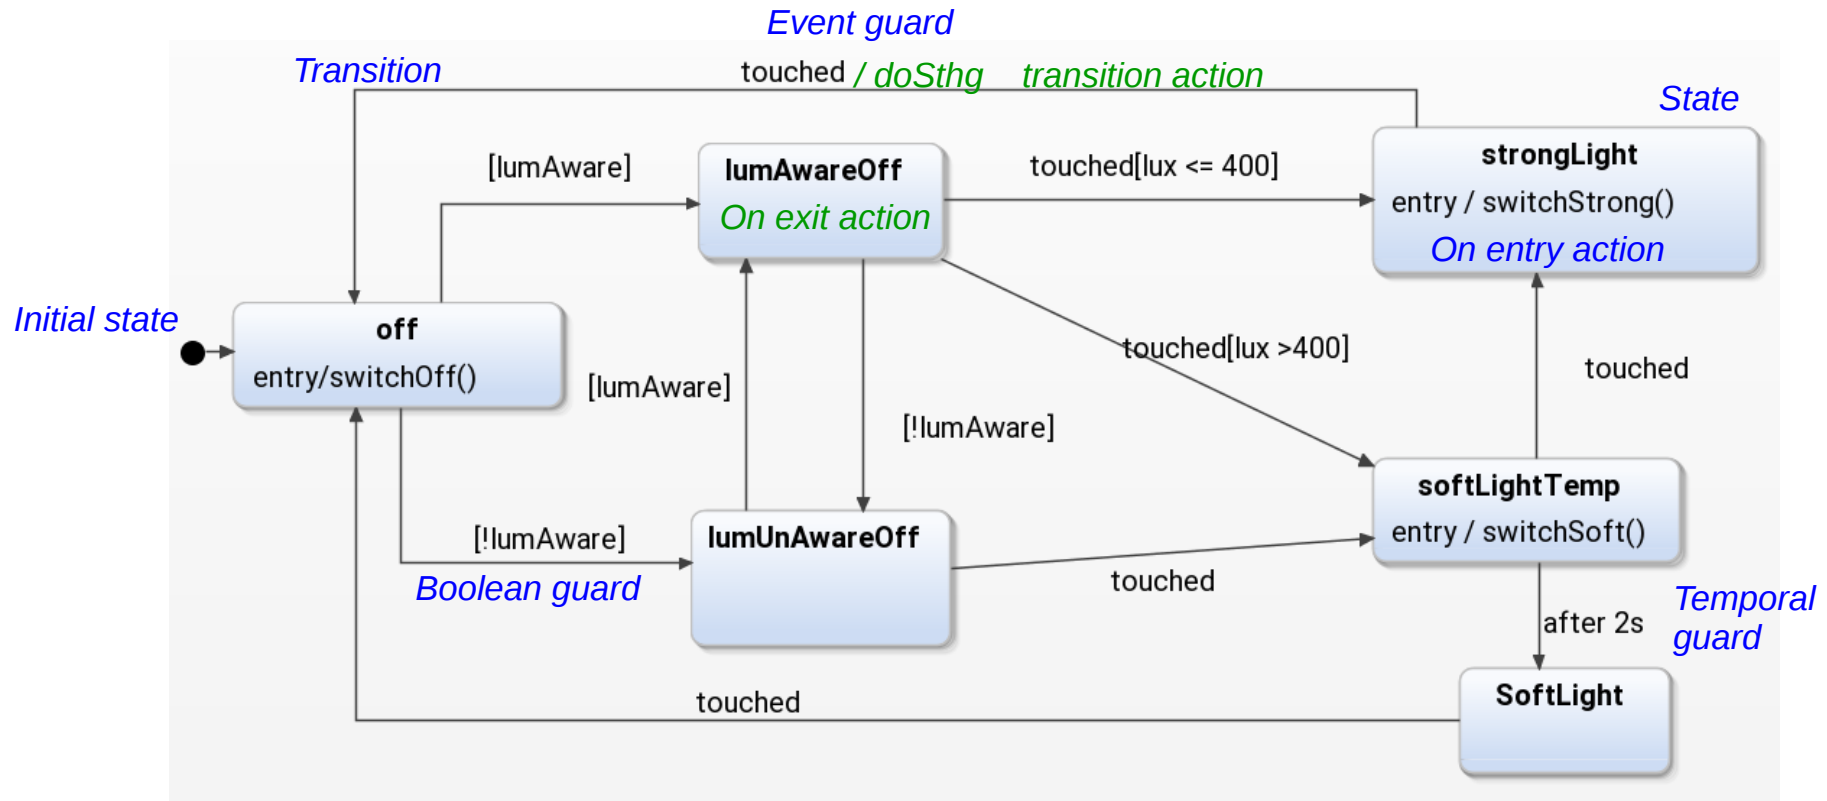 Event guard
Transition
touched / doSthg transition action
State
[lumAware]
lumAwareOff
On exit action
touched[lux <= 400]
strongLight
entry / switchStrong()
On entry action
Initial state
off
entry/switchOff()
[lumAware]
touched[lux >400]
touched
[!lumAware]
softLightTemp
entry / switchSoft()
[!lumAware]
Boolean guard
lumUnAwareOff
touched
after 2s
Temporal
guard
touched
SoftLight